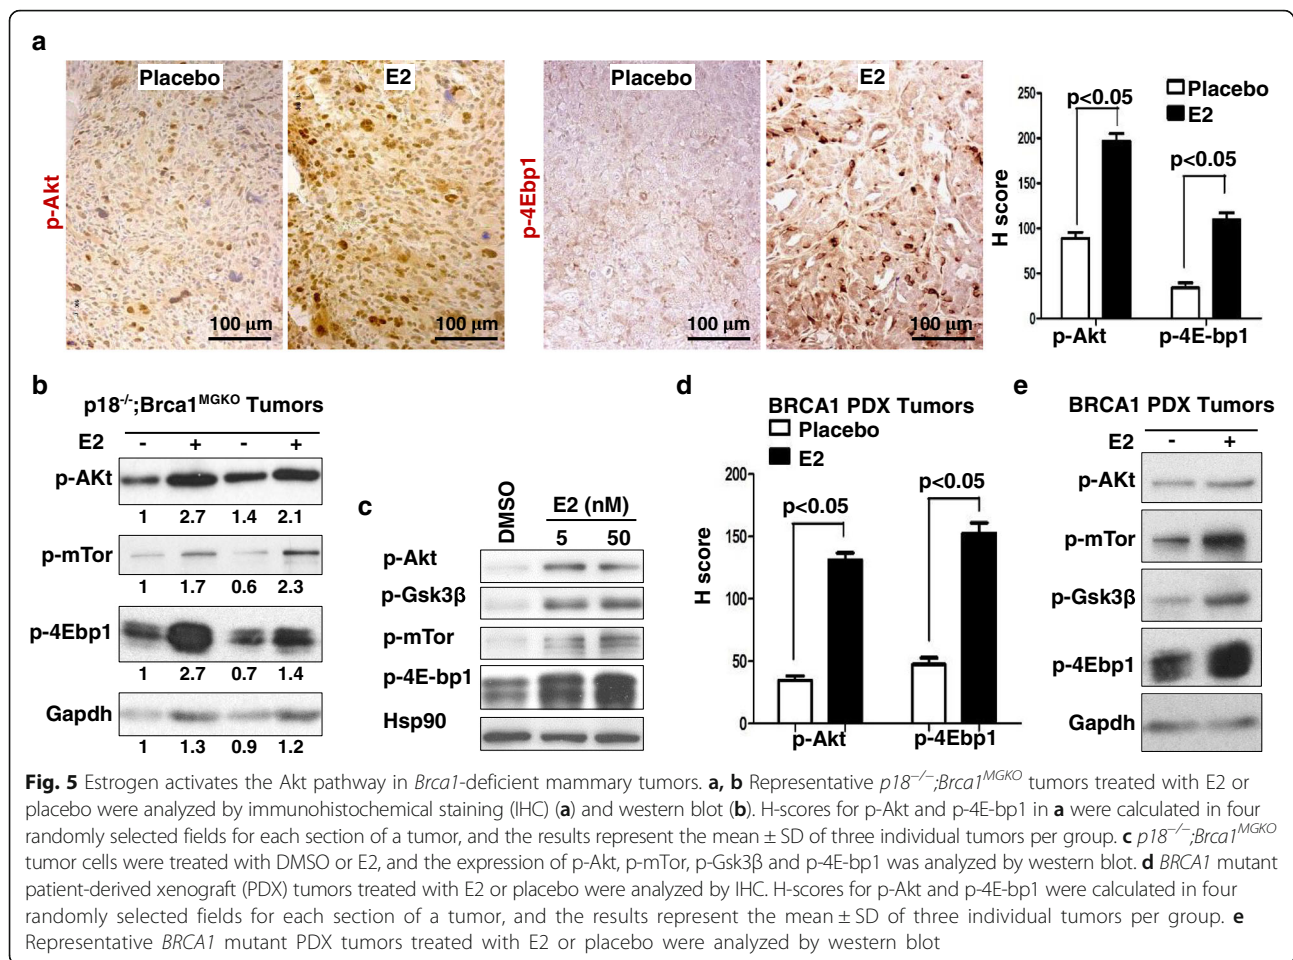 a
Placebo
E2
Placebo
E2
p-Akt
p-4Ebp1
100 µm
100 µm
100 µm
100 µm
Placebo
E2
H score
250
200
150
100
50
0
p<0.05
p<0.05
p-Akt
p-4E-bp1
b
p18-/-;Brca1MGKO Tumors
E2 - + - +
p-AKt
1 2.7 1.4 2.1
p-mTor
1 1.7 0.6 2.3
p-4Ebp1
1 2.7 0.7 1.4
Gapdh
1 1.3 0.9 1.2
c
DMSO
E2 (nM)
5 50
p-Akt
p-Gsk3β
p-mTor
p-4E-bp1
Hsp90
d
BRCA1 PDX Tumors
Placebo
E2
H score
200
150
100
50
0
p<0.05
p<0.05
p-Akt
p-4Ebp1
e
BRCA1 PDX Tumors
E2 - +
p-AKt
p-mTor
p-Gsk3β
p-4Ebp1
Gapdh
Fig. 5 Estrogen activates the Akt pathway in Brca1-deficient mammary tumors. a, b Representative p18−/−;Brca1MGKO tumors treated with E2 or
placebo were analyzed by immunohistochemical staining (IHC) (a) and western blot (b). H-scores for p-Akt and p-4E-bp1 in a were calculated in four
randomly selected fields for each section of a tumor, and the results represent the mean ± SD of three individual tumors per group. c p18−/−;Brca1MGKO
tumor cells were treated with DMSO or E2, and the expression of p-Akt, p-mTor, p-Gsk3β and p-4E-bp1 was analyzed by western blot. d BRCA1 mutant
patient-derived xenograft (PDX) tumors treated with E2 or placebo were analyzed by IHC. H-scores for p-Akt and p-4E-bp1 were calculated in four
randomly selected fields for each section of a tumor, and the results represent the mean ± SD of three individual tumors per group. e
Representative BRCA1 mutant PDX tumors treated with E2 or placebo were analyzed by western blot